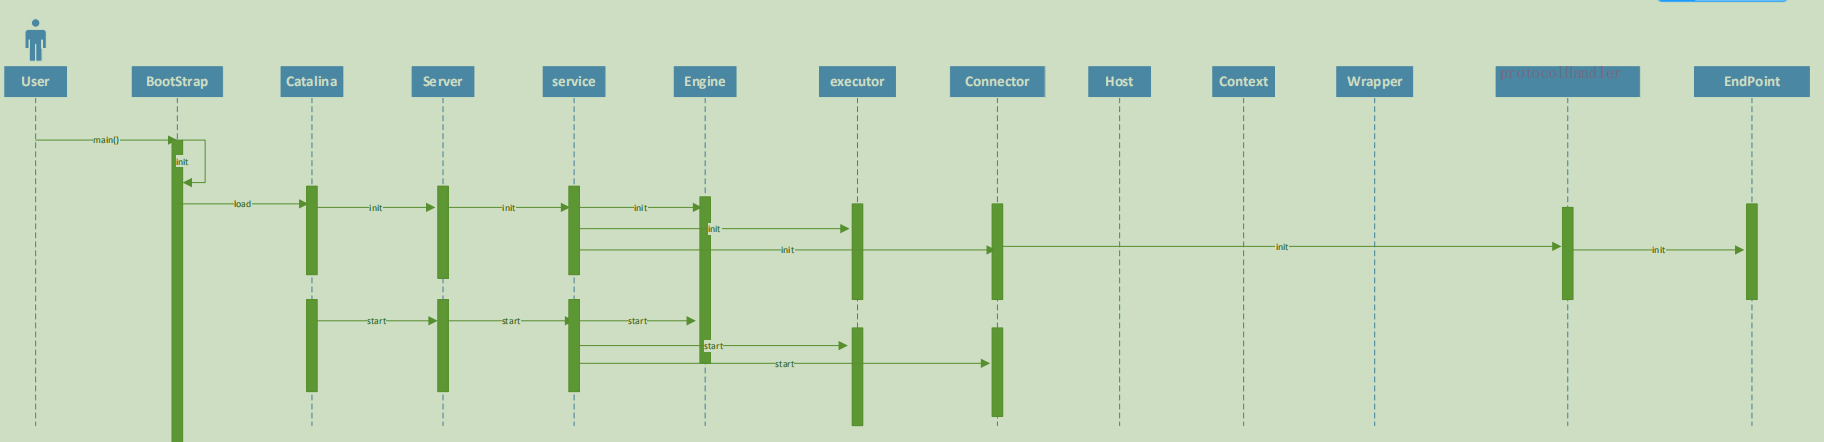 User
BootStrap
Catalina
Server
service
Engine
executor
Connector
Host
Context
Wrapper
protocolHandler
EndPoint
main()
init
load
init
init
init
init
init
init
init
start
start
start
start
start